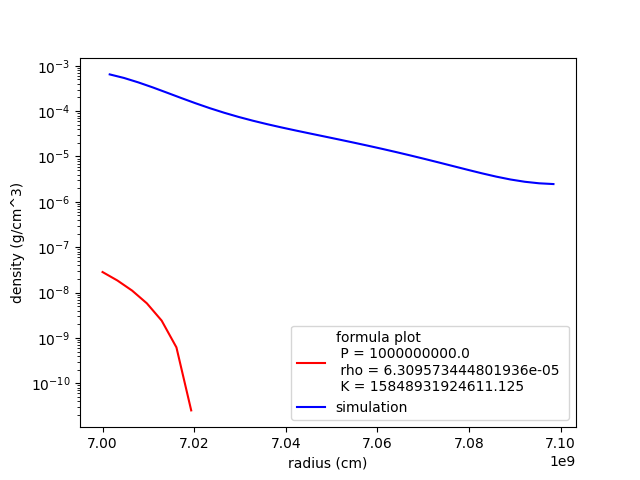 10^−3
10^−4
10^−5
10^−6
10^−7
10^−8
10^−9
10^−10
density (g/cm^3)
formula plot
P = 1000000000.0
rho = 6.309573444801936e-05
K = 15848931924611.125
simulation
7.00 7.02 7.04 7.06 7.08 7.10
radius (cm)
1e9